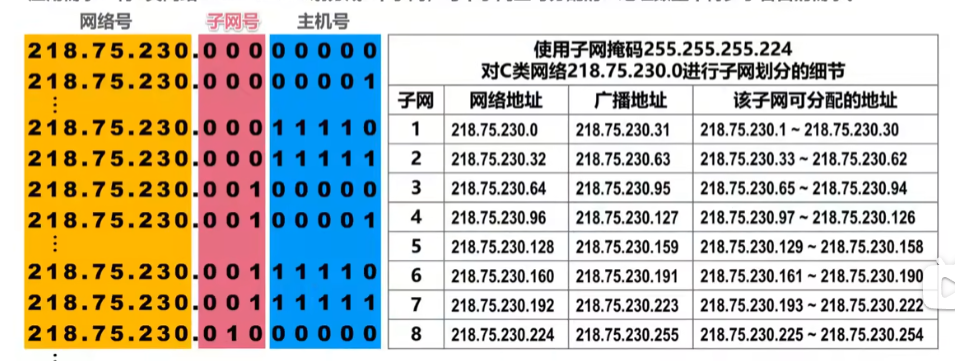 网络号 子网号 主机号
218.75.230.000 00000
218.75.230.000 00001
⋮
218.75.230.000 11110
218.75.230.000 11111
218.75.230.001 00000
218.75.230.001 00001
⋮
218.75.230.001 11110
218.75.230.001 11111
218.75.230.010 00000
⋮
使用子网掩码255.255.255.224
对C类网络218.75.230.0进行子网划分的细节
子网 网络地址 广播地址 该子网可分配的地址
1 218.75.230.0 218.75.230.31 218.75.230.1 ~ 218.75.230.30
2 218.75.230.32 218.75.230.63 218.75.230.33 ~ 218.75.230.62
3 218.75.230.64 218.75.230.95 218.75.230.65 ~ 218.75.230.94
4 218.75.230.96 218.75.230.127 218.75.230.97 ~ 218.75.230.126
5 218.75.230.128 218.75.230.159 218.75.230.129 ~ 218.75.230.158
6 218.75.230.160 218.75.230.191 218.75.230.161 ~ 218.75.230.190
7 218.75.230.192 218.75.230.223 218.75.230.193 ~ 218.75.230.222
8 218.75.230.224 218.75.230.255 218.75.230.225 ~ 218.75.230.254